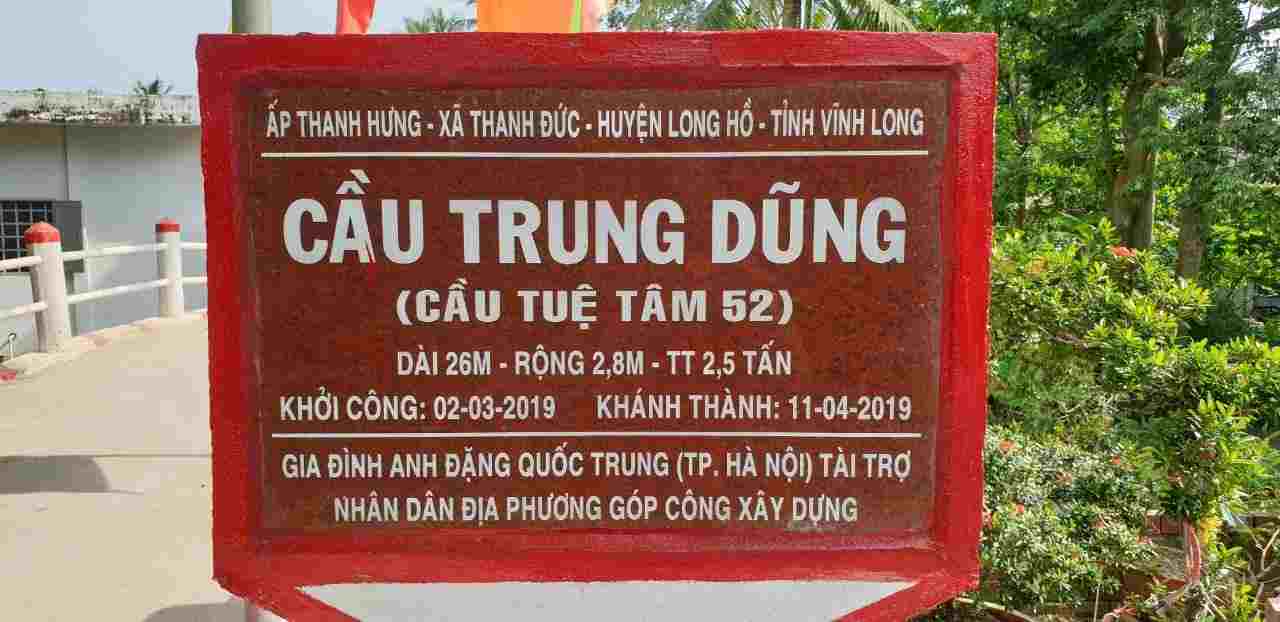 ẤP THANH HƯNG - XÃ THANH ĐỨC - HUYỆN LONG HỒ - TỈNH VĨNH LONG
CẦU TRUNG DŨNG
(CẦU TUỆ TÂM 52)
DÀI 26M - RỘNG 2,8M - TT 2,5 TẤN
KHỞI CÔNG: 02-03-2019 KHÁNH THÀNH: 11-04-2019
GIA ĐÌNH ANH ĐẶNG QUỐC TRUNG (TP. HÀ NỘI) TÀI TRỢ
NHÂN DÂN ĐỊA PHƯƠNG GÓP CÔNG XÂY DỰNG